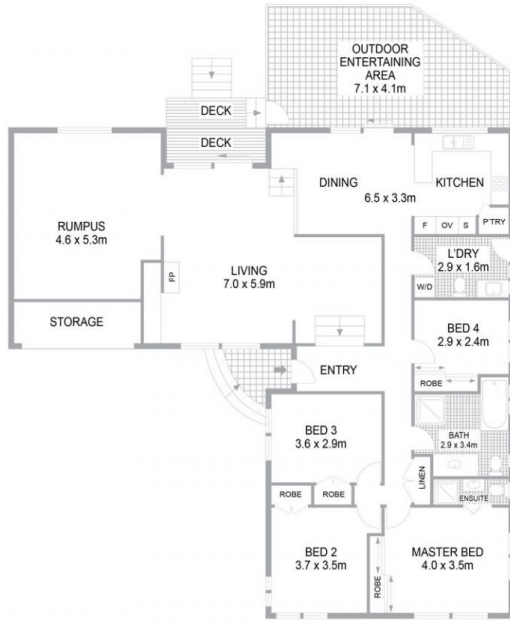 OUTDOOR
ENTERTAINING
AREA
7.1 x 4.1m
DECK
DECK
DINING
KITCHEN
6.5 x 3.3m
RUMPUS
4.6 x 5.3m
F
OV
S
P'TRY
L'DRY
2.9 x 1.6m
W/D
FP
LIVING
7.0 x 5.9m
STORAGE
BED 4
2.9 x 2.4m
ROBE
ENTRY
BED 3
3.6 x 2.9m
BATH
2.9 x 3.4m
LINEN
ROBE
ROBE
ENSUITE
BED 2
3.7 x 3.5m
ROBE
MASTER BED
4.0 x 3.5m